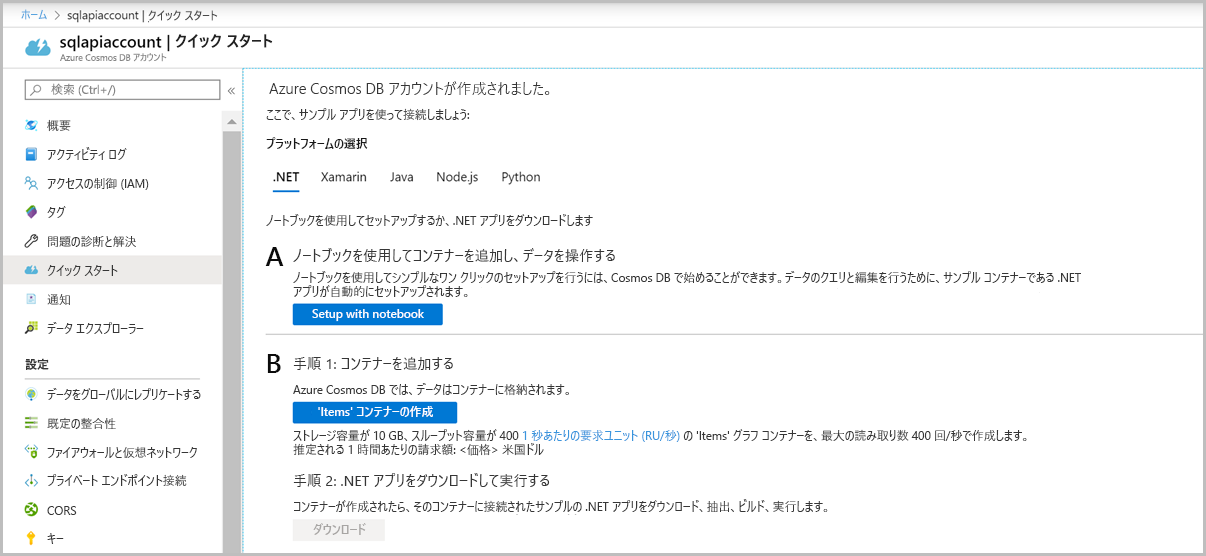 ホーム > sqlapiaccount | クイック スタート
sqlapiaccount | クイック スタート
Azure Cosmos DB アカウント
検索 (Ctrl+/)
«
概要
アクティビティ ログ
アクセスの制御 (IAM)
タグ
問題の診断と解決
クイック スタート
通知
データ エクスプローラー
設定
データをグローバルにレプリケートする
既定の整合性
ファイアウォールと仮想ネットワーク
プライベート エンドポイント接続
CORS
キー
Azure Cosmos DB アカウントが作成されました。
ここで、サンプル アプリを使って接続しましょう:
プラットフォームの選択
.NET Xamarin Java Node.js Python
ノートブックを使用してセットアップするか、.NET アプリをダウンロードします
A ノートブックを使用してコンテナーを追加し、データを操作する
ノートブックを使用してシンプルなワン クリックのセットアップを行うには、Cosmos DB で始めることができます。データのクエリと編集を行うために、サンプル コンテナーである .NET
アプリが自動的にセットアップされます。
Setup with notebook
B 手順 1: コンテナーを追加する
Azure Cosmos DB では、データはコンテナーに格納されます。
'Items' コンテナーの作成
ストレージ容量が 10 GB、スループット容量が 400 1 秒あたりの要求ユニット (RU/秒) の 'Items' グラフ コンテナーを、最大の読み取り数 400 回/秒で作成します。
推定される 1 時間あたりの請求額: <価格> 米国ドル
手順 2: .NET アプリをダウンロードして実行する
コンテナーが作成されたら、そのコンテナーに接続されたサンプルの .NET アプリをダウンロード、抽出、ビルド、実行します。
ダウンロード